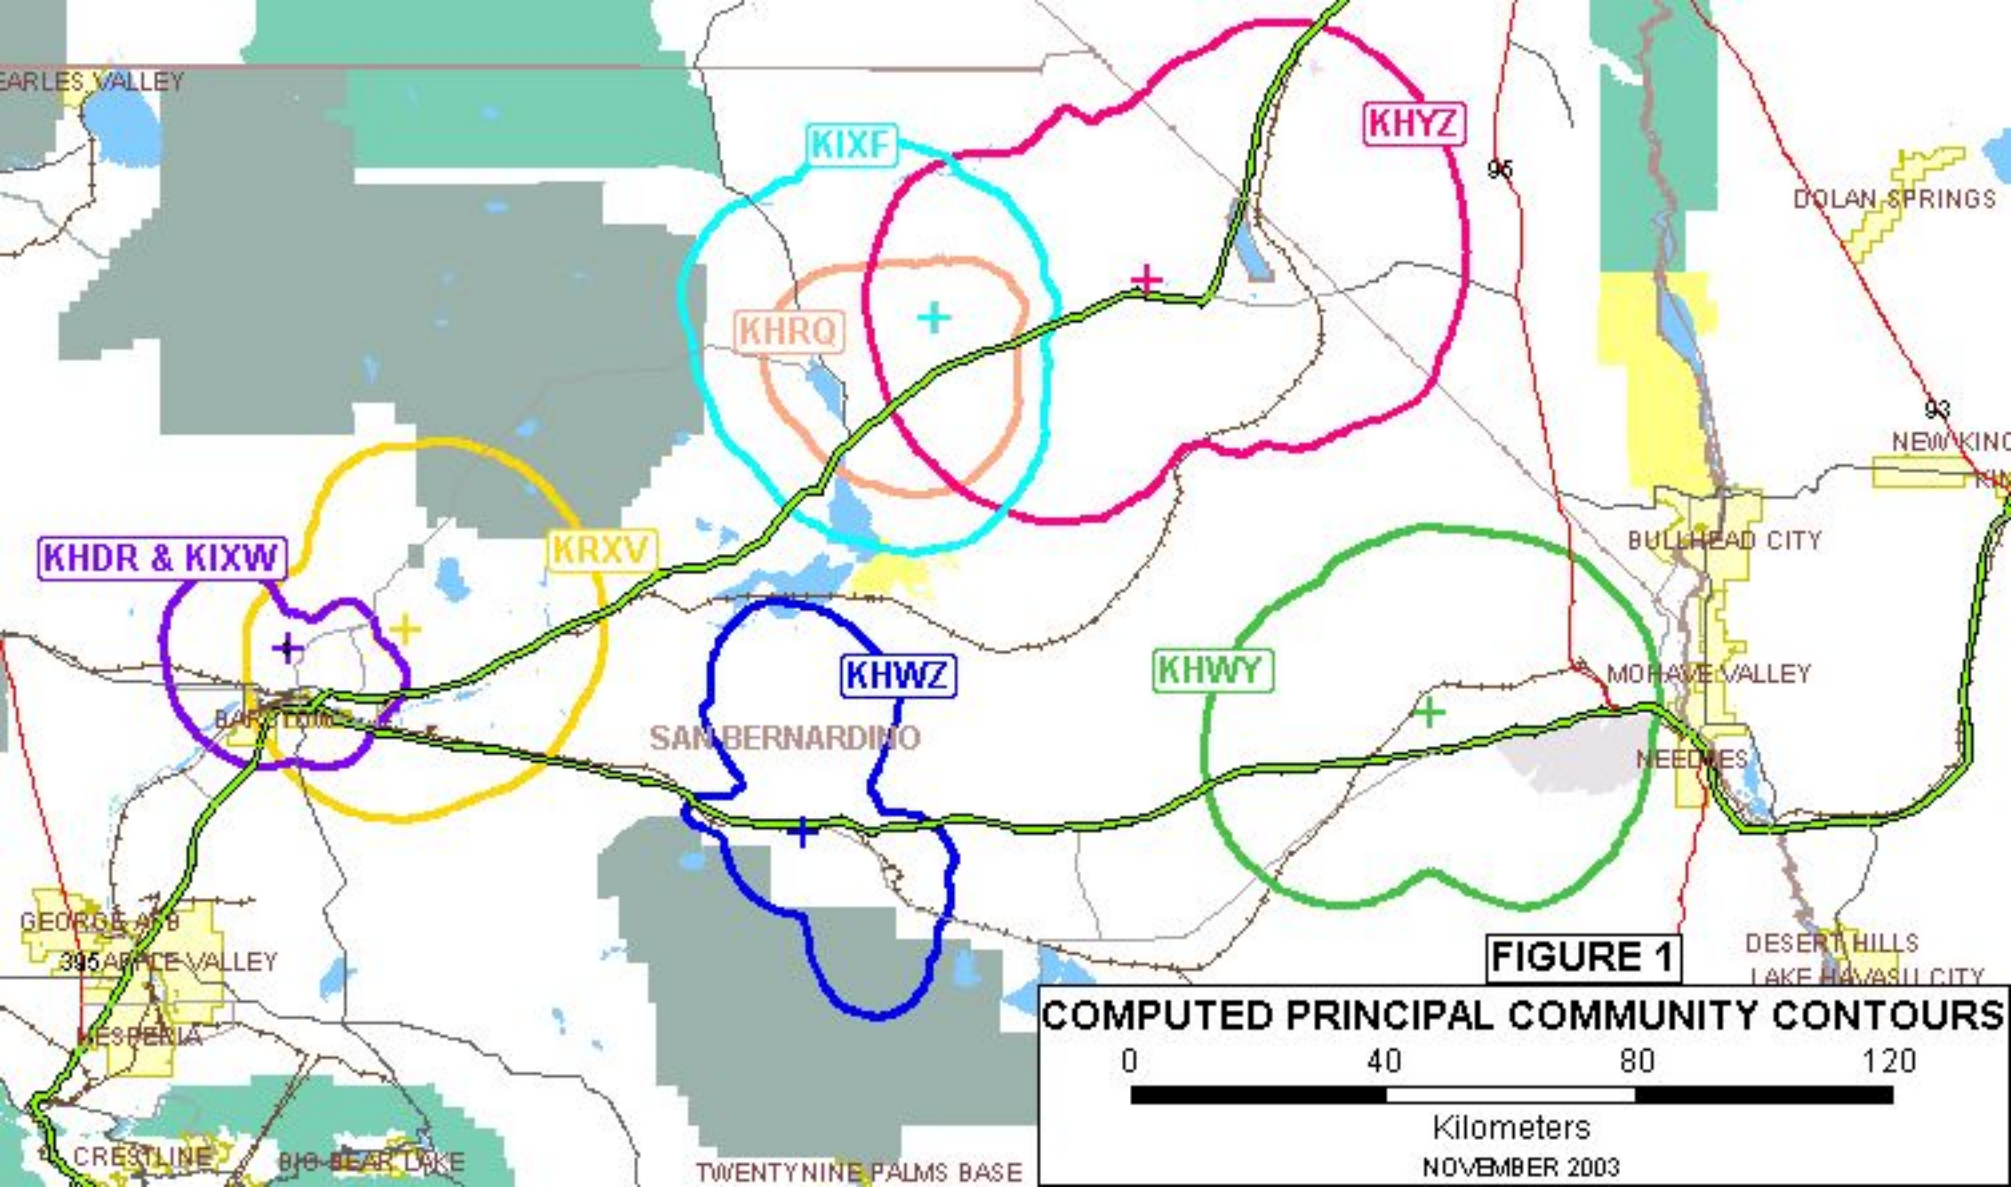 EARLES VALLEY
KIXF
KHYZ
95
DOLAN SPRINGS
KHRQ
93
NEW KING
KIN
KHDR & KIXW
KRXV
BULLHEAD CITY
KHWZ
KHWY
MOHAVE VALLEY
BARSTOW
SAN BERNARDINO
NEEDLES
GEORGE AFB
395
APPLE VALLEY
FIGURE 1
DESERT HILLS
LAKE HAVASU CITY
HESPERIA
COMPUTED PRINCIPAL COMMUNITY CONTOURS
0 40 80 120
Kilometers
NOVEMBER 2003
CRESTLINE
BIG BEAR LAKE
TWENTYNINE PALMS BASE